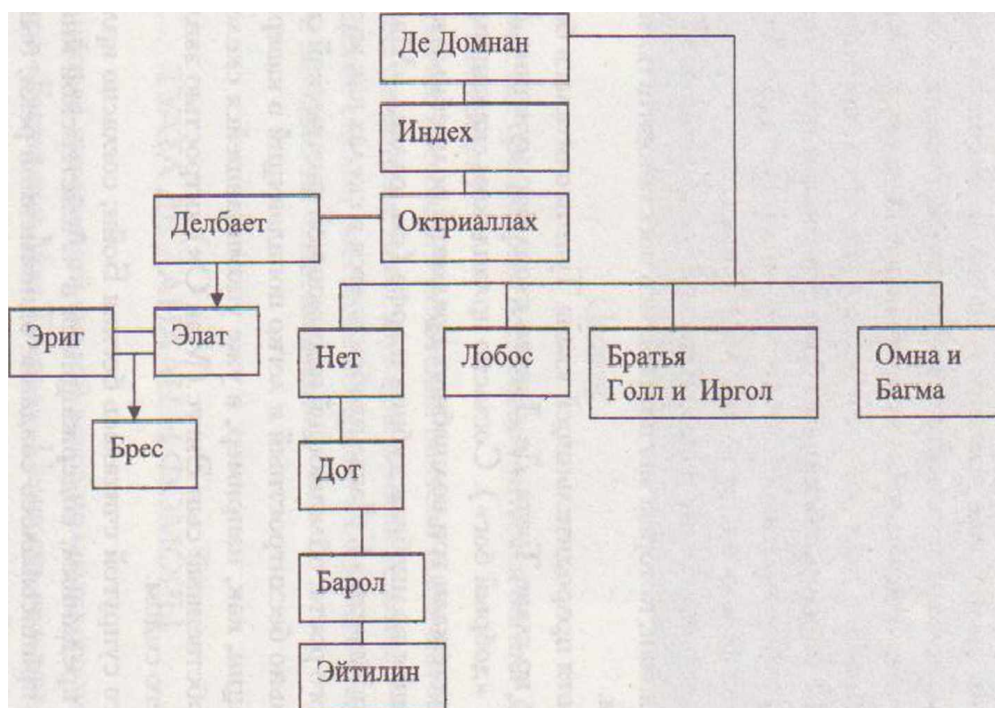 Де Домнан
Индех
Делбает
Октриаллах
Эриг
Элат
Нет
Лобос
Братья
Голл и Иргол
Омна и
Багма
Брес
Дот
Барол
Эйтилин